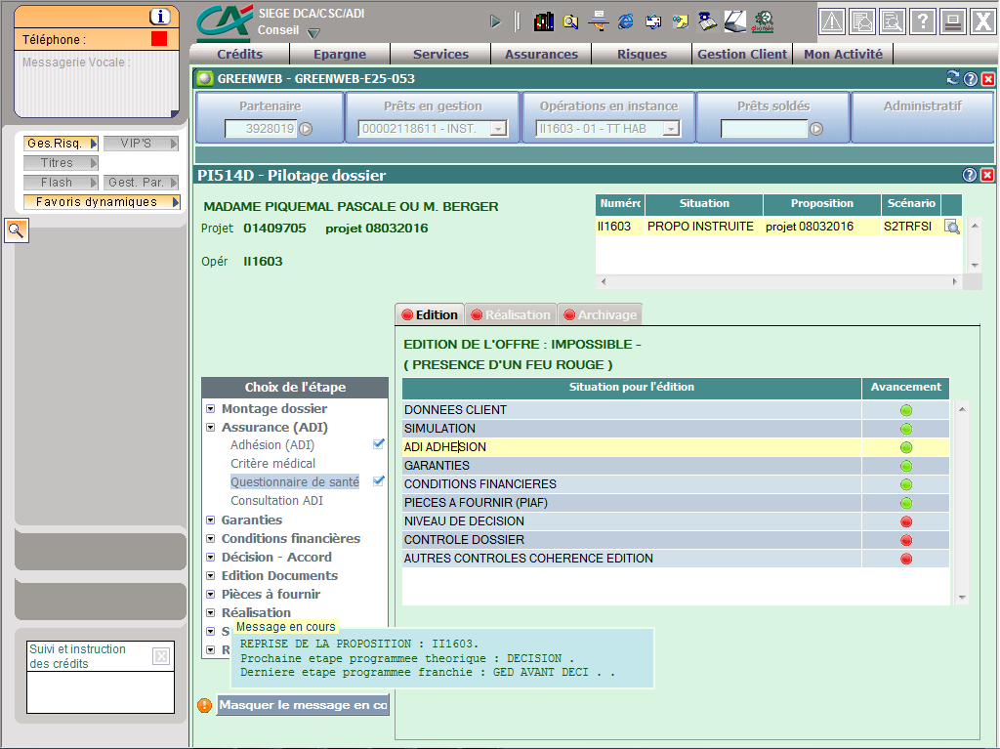 Téléphone :
Messagerie Vocale :
Ges.Risq.
VIP'S
Titres
Flash
Gest. Par.
Favoris dynamiques
Suivi et instruction
des crédits
CA
SIEGE DCA/CSC/ADI
Conseil
Crédits
Epargne
Services
Assurances
Risques
Gestion Client
Mon Activité
GREENWEB - GREENWEB-E25-053
Partenaire
3928019
Prêts en gestion
00002118611 - INST.
Opérations en instance
II1603 - 01 - TT HAB
Prêts soldés
Administratif
PI514D - Pilotage dossier
MADAME PIQUEMAL PASCALE OU M. BERGER
Projet 01409705 projet 08032016
Opér II1603
Numérc Situation Proposition Scénario
II1603 PROPO INSTRUITE projet 08032016 S2TRFSI
Edition
Réalisation
Archivage
EDITION DE L'OFFRE : IMPOSSIBLE -
( PRESENCE D'UN FEU ROUGE )
Situation pour l'édition Avancement
DONNEES CLIENT
SIMULATION
ADI ADHESION
GARANTIES
CONDITIONS FINANCIERES
PIECES A FOURNIR (PIAF)
NIVEAU DE DECISION
CONTROLE DOSSIER
AUTRES CONTROLES COHERENCE EDITION
Choix de l'étape
Montage dossier
Assurance (ADI)
Adhésion (ADI)
Critère médical
Questionnaire de santé
Consultation ADI
Garanties
Conditions financières
Décision - Accord
Edition Documents
Pièces à fournir
Réalisation
S
R
Message en cours
REPRISE DE LA PROPOSITION : II1603.
Prochaine etape programmee theorique : DECISION .
Derniere etape programmee franchie : GED AVANT DECI . .
Masquer le message en co